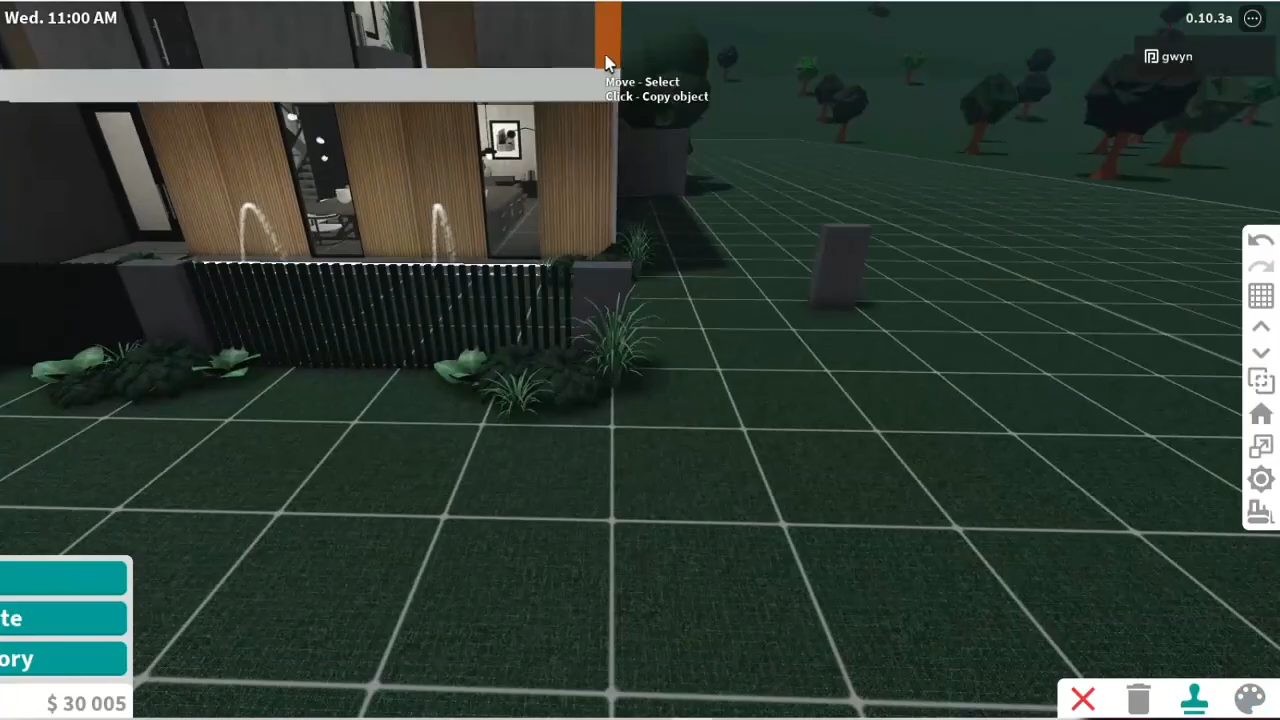 Wed. 11:00 AM
0.10.3a
gwyn
Move - Select
Click - Copy object
te
ory
$ 30 005